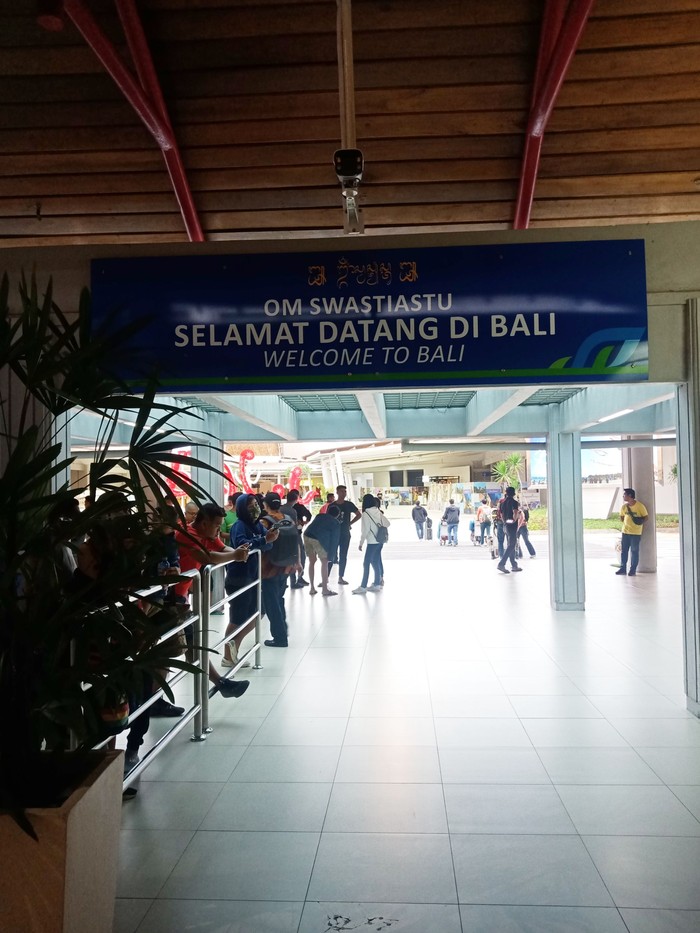 OM SWASTIASTU
SELAMAT DATANG DI BALI
WELCOME TO BALI